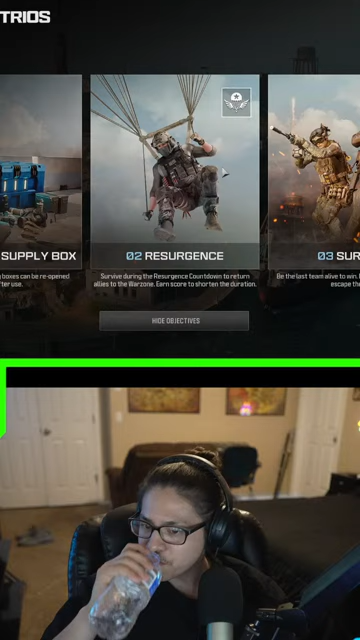 TRIOS
SUPPLY BOX
boxes can be re-opened
ter use.
02 RESURGENCE
Survive during the Resurgence Countdown to return
allies to the Warzone. Earn score to shorten the duration.
03 SUR
Be the last team alive to win.
escape the
HIDE OBJECTIVES